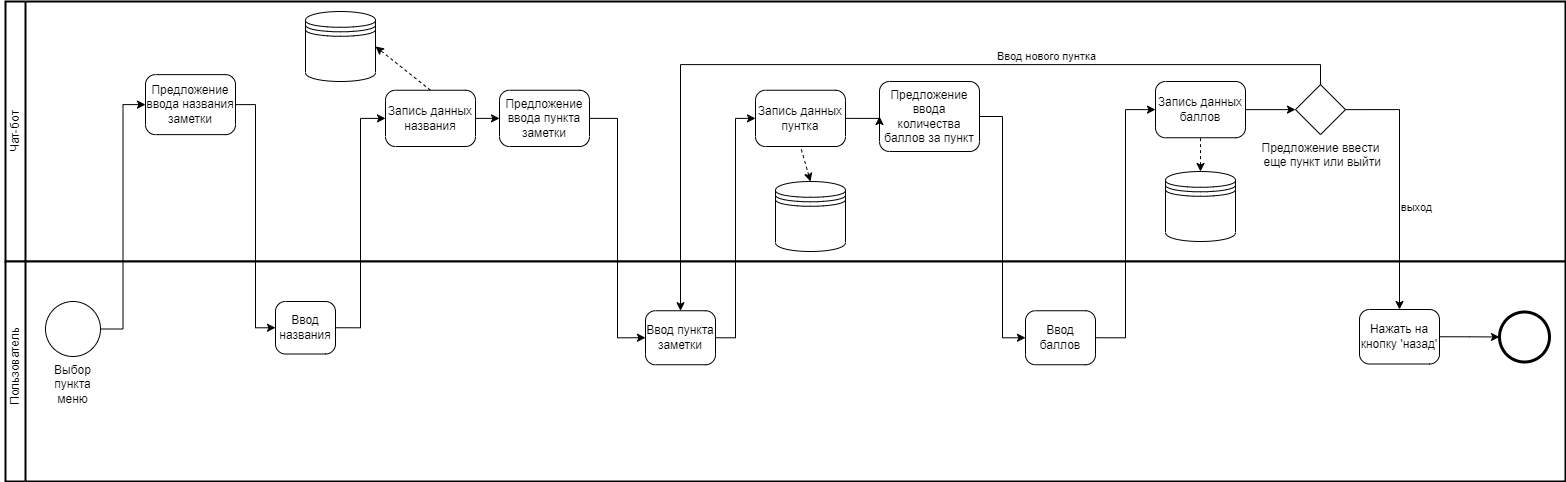 Чат-бот
Предложение
ввода названия
заметки
Запись данных
названия
Предложение
ввода пункта
заметки
Запись данных
пунтка
Предложение
ввода
количества
баллов за пункт
Ввод нового пунтка
Запись данных
баллов
Предложение ввести
еще пункт или выйти
выход
Пользователь
Выбор
пункта
меню
Ввод
названия
Ввод пункта
заметки
Ввод
баллов
Нажать на
кнопку 'назад'